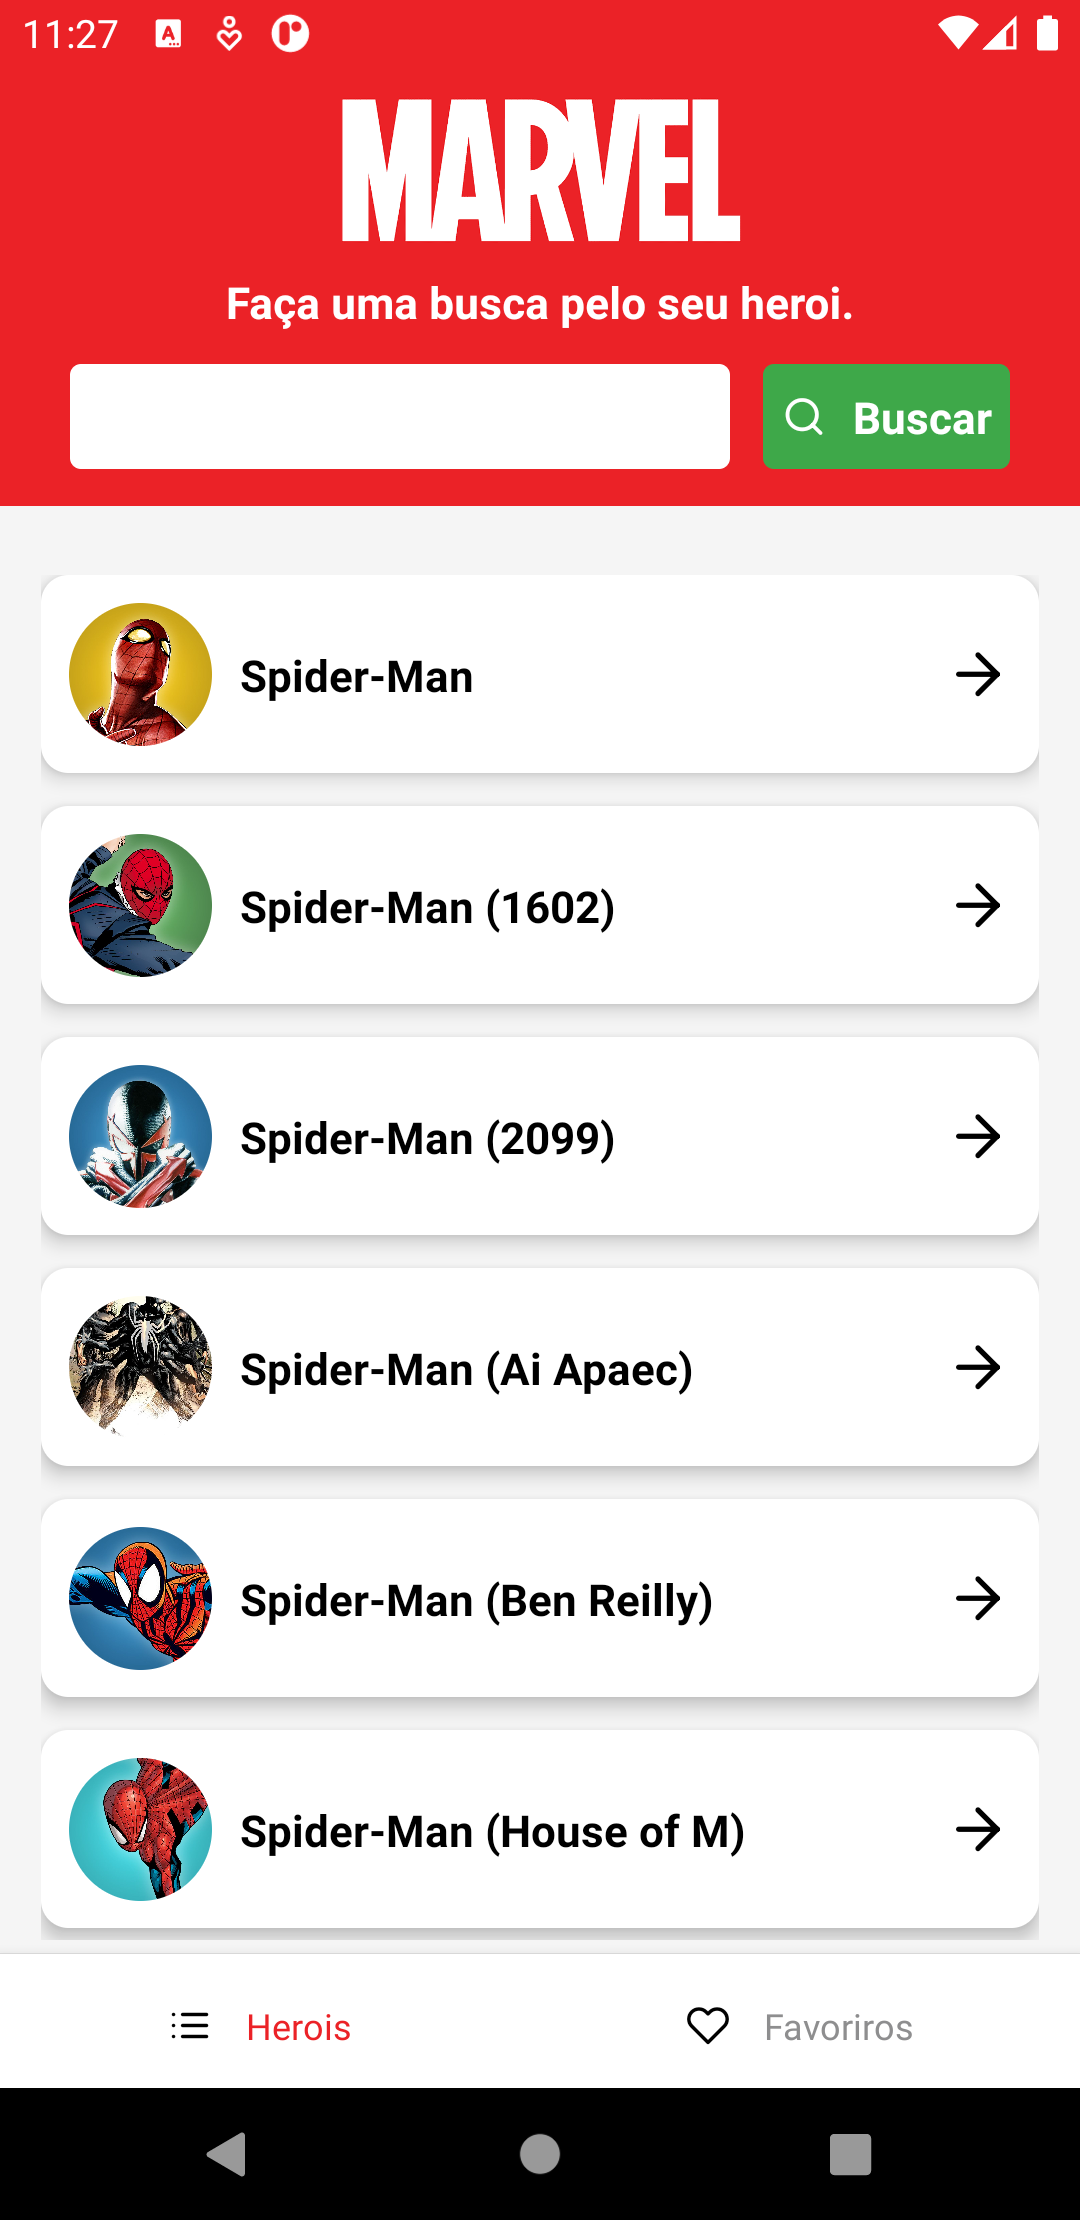 11:27
MARVEL
Faça uma busca pelo seu heroi.
Buscar
Spider-Man
Spider-Man (1602)
Spider-Man (2099)
Spider-Man (Ai Apaec)
Spider-Man (Ben Reilly)
Spider-Man (House of M)
Herois
Favoriros